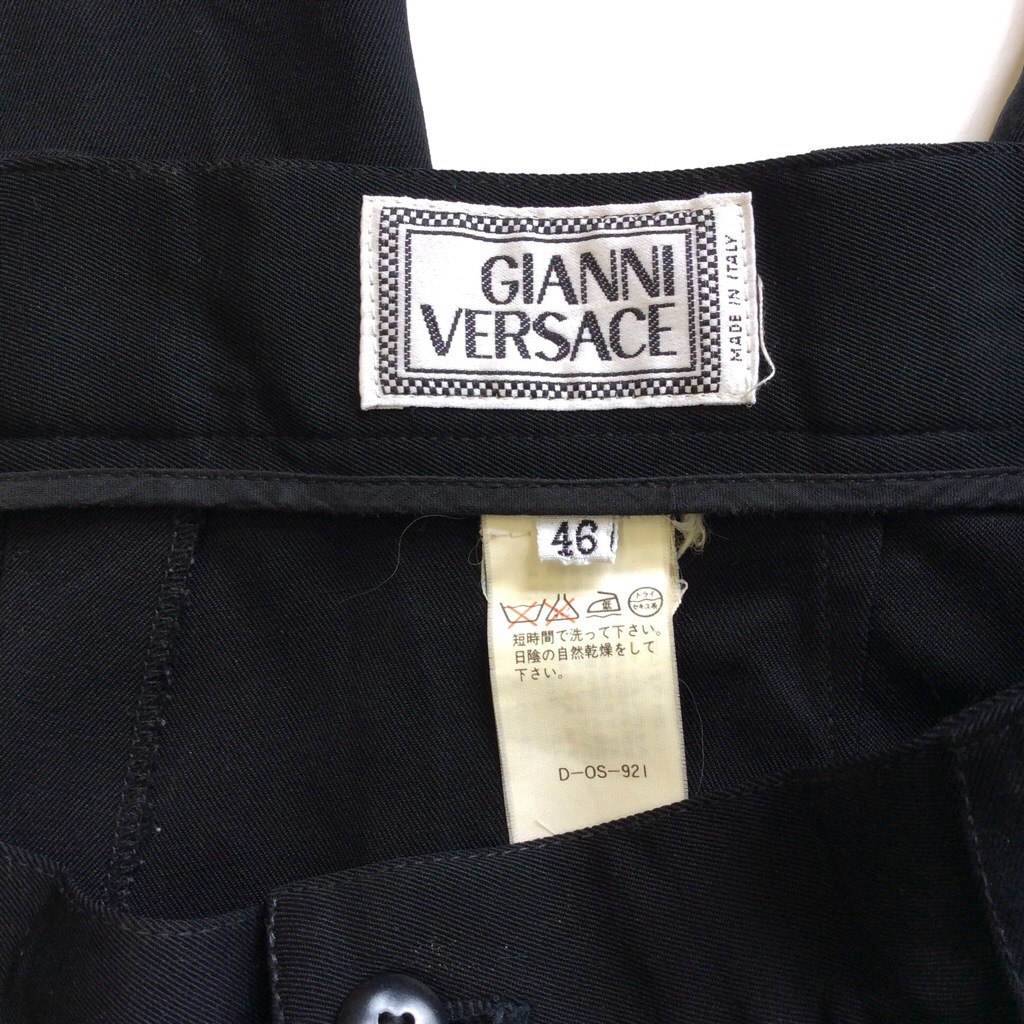 GIANNI
VERSACE
MADE IN ITALY
46
低
ドライ
セキユ系
短時間で洗って下さい。
日陰の自然乾燥をして
下さい。
D-OS-921